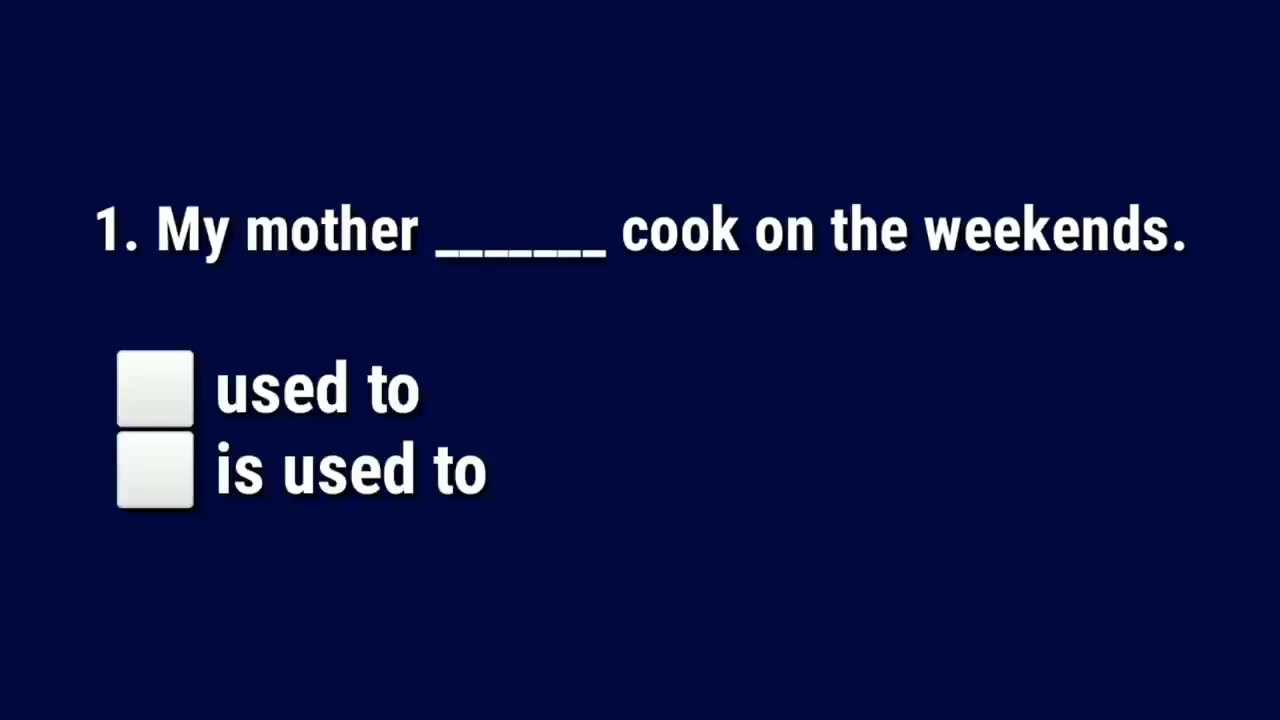 1. My mother _______ cook on the weekends.
used to
is used to